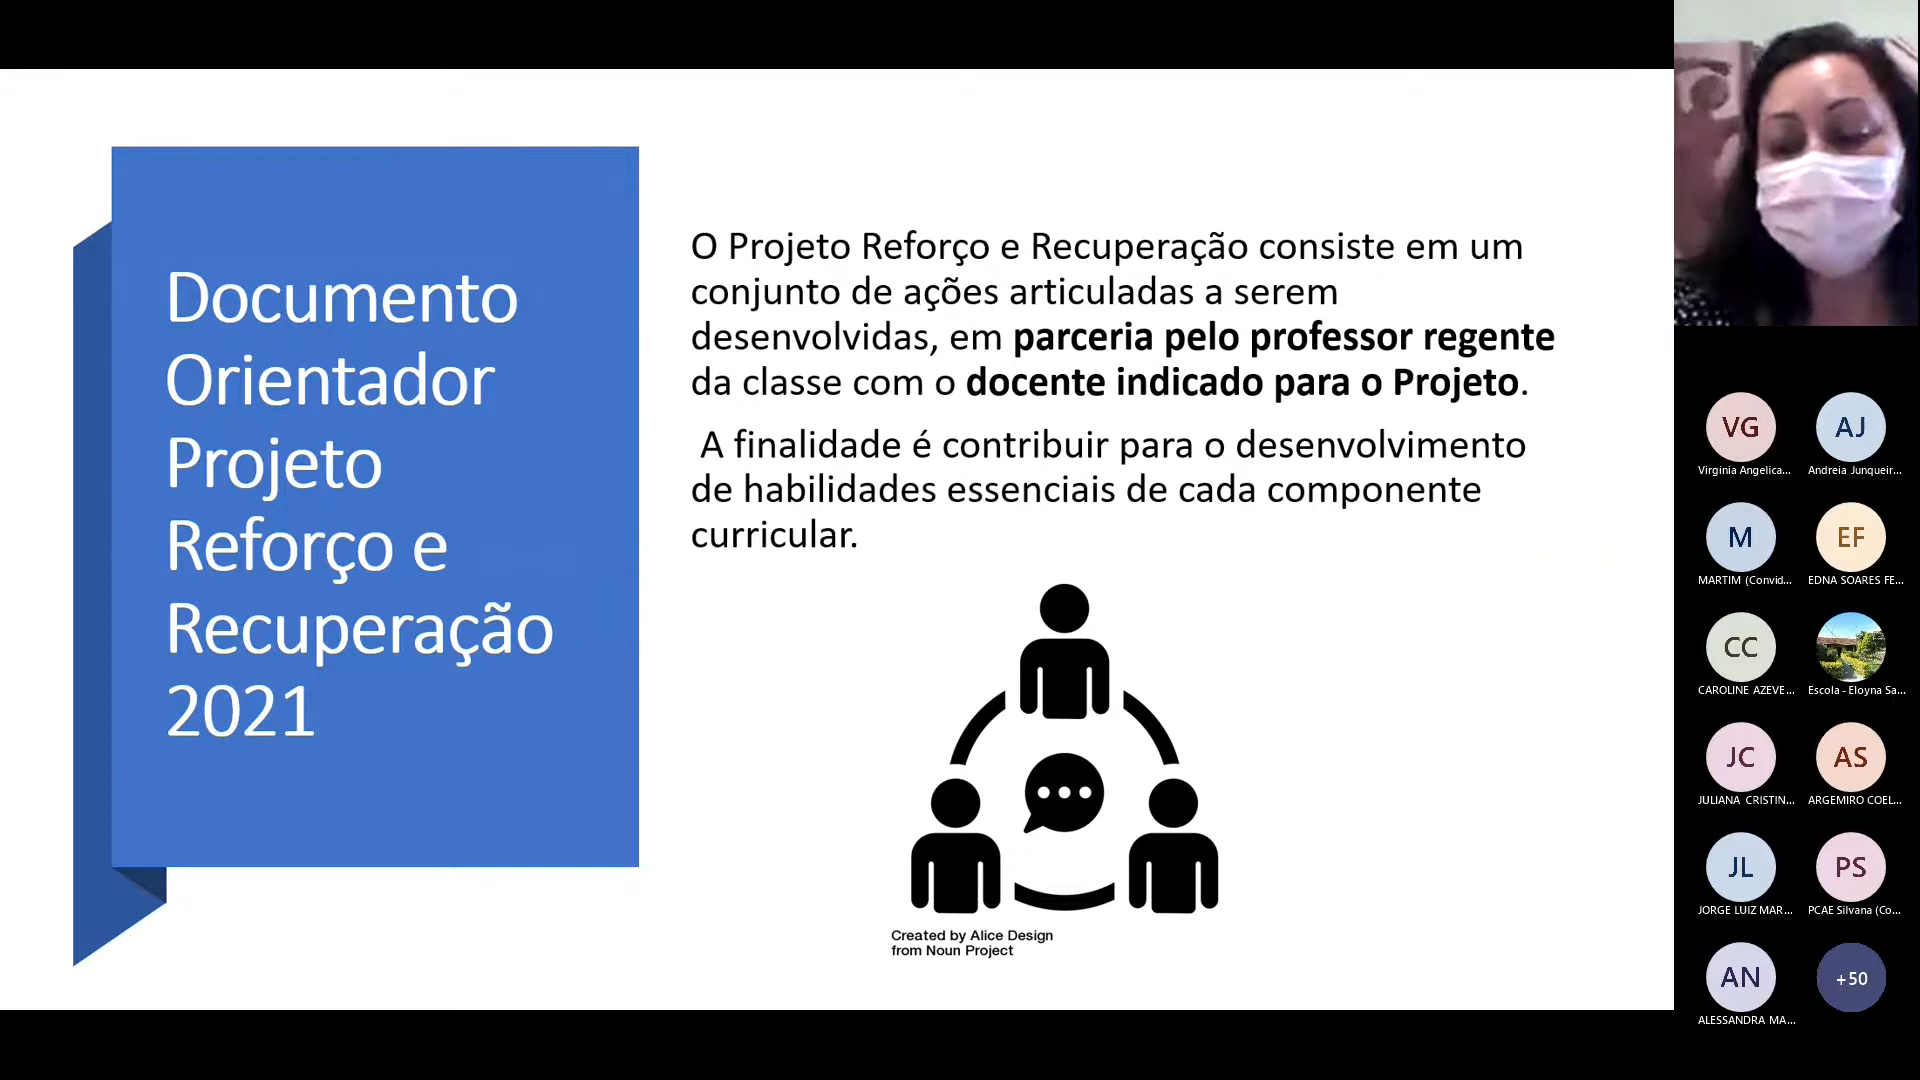 Documento
Orientador
Projeto
Reforço e
Recuperação
2021
O Projeto Reforço e Recuperação consiste em um
conjunto de ações articuladas a serem
desenvolvidas, em parceria pelo professor regente
da classe com o docente indicado para o Projeto.
A finalidade é contribuir para o desenvolvimento
de habilidades essenciais de cada componente
curricular.
Created by Alice Design
from Noun Project
VG
Virginia Angelica...
AJ
Andreia Junqueir...
M
MARTIM (Convid...
EF
EDNA SOARES FE...
CC
CAROLINE AZEVE...
Escola - Eloyna Sa...
JC
JULIANA CRISTIN...
AS
ARGEMIRO COEL...
JL
JORGE LUIZ MAR...
PS
PCAE Silvana (Co...
AN
ALESSANDRA MA...
+50